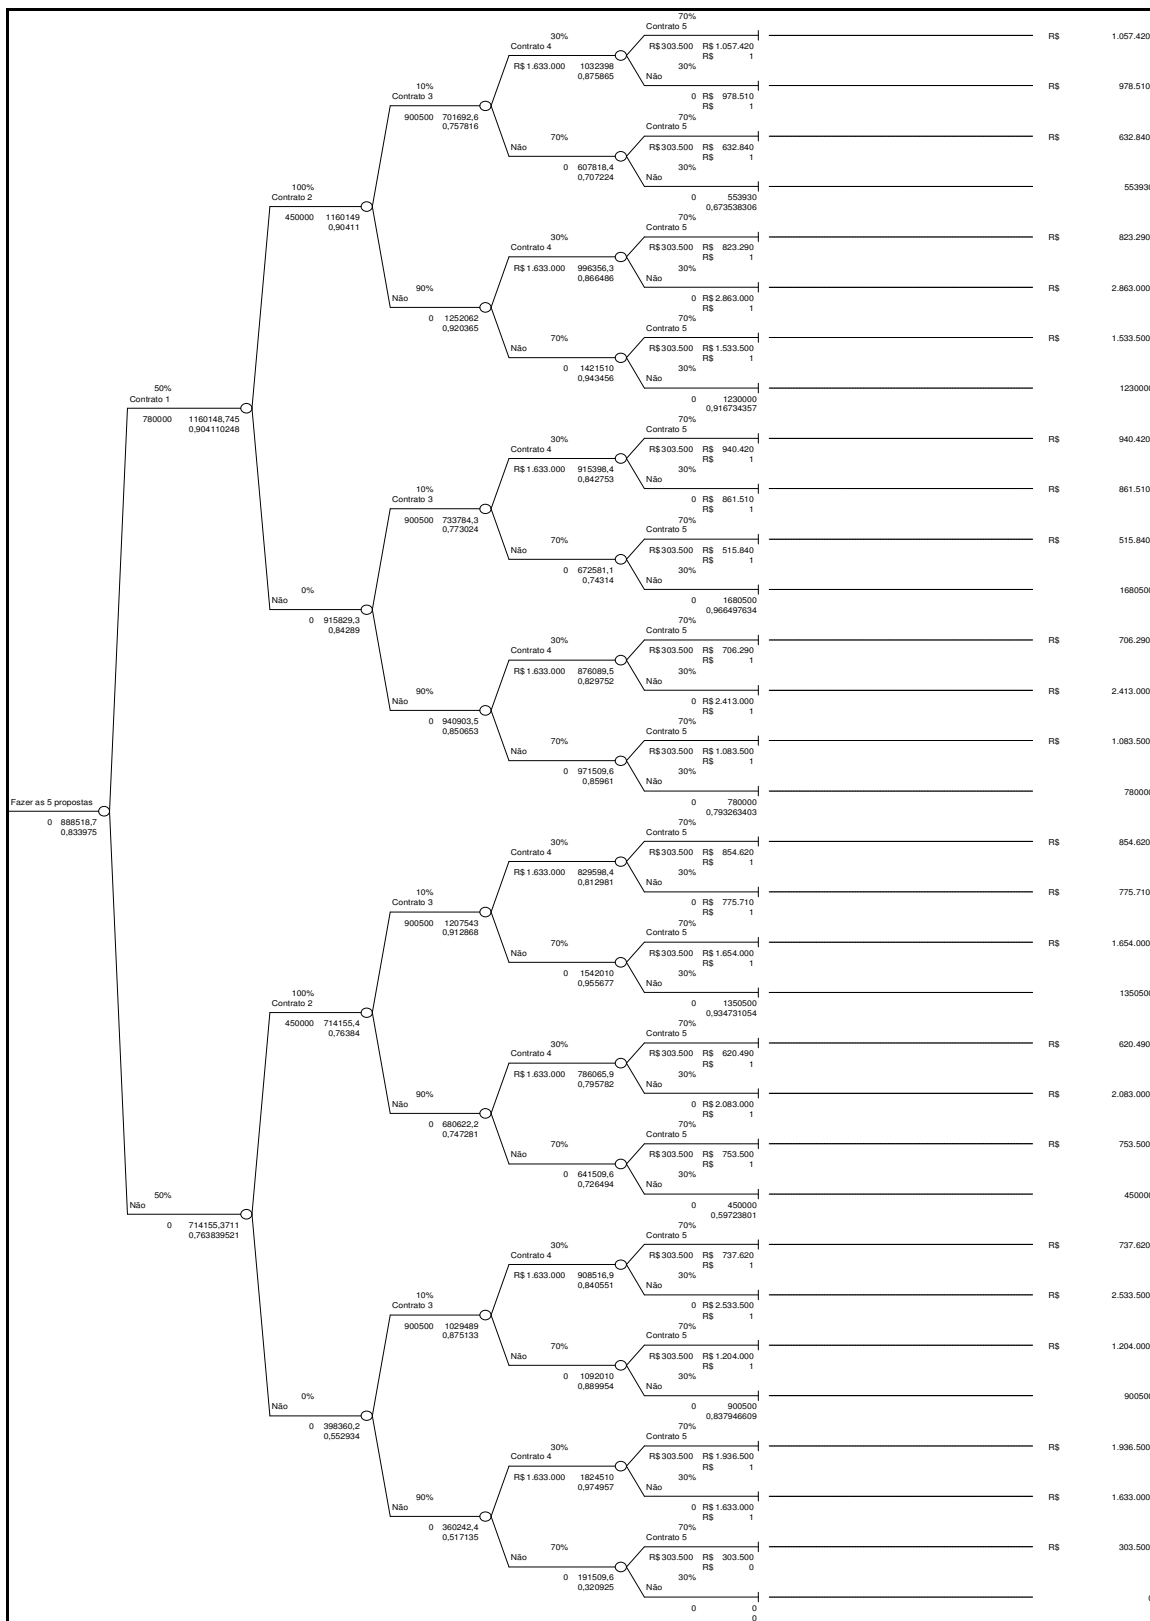 70%
Contrato 5
30% R$ 1.057.420
Contrato 4 R$ 303.500 R$ 1.057.420
R$ 1
R$ 1.633.000 1032398 30%
0,875865 Não
10% R$ 978.510
Contrato 3 0 R$ 978.510
R$ 1
900500 701692,6 70%
0,757816 Contrato 5
70% R$ 632.840
Não R$ 303.500 R$ 632.840
R$ 1
0 607818,4 30%
0,707224 Não
100% 553930
Contrato 2 0 553930
0,673538306
450000 1160149 70%
0,90411 Contrato 5
30% R$ 823.290
Contrato 4 R$ 303.500 R$ 823.290
R$ 1
R$ 1.633.000 996356,3 30%
0,866486 Não
90% R$ 2.863.000
Não 0 R$ 2.863.000
R$ 1
0 1252062 70%
0,920365 Contrato 5
70% R$ 1.533.500
Não R$ 303.500 R$ 1.533.500
R$ 1
0 1421510 30%
0,943456 Não
50% 1230000
Contrato 1 0 1230000
0,916734357
780000 1160148,745 70%
0,904110248 Contrato 5
30% R$ 940.420
Contrato 4 R$ 303.500 R$ 940.420
R$ 1
R$ 1.633.000 915398,4 30%
0,842753 Não
10% R$ 861.510
Contrato 3 0 R$ 861.510
R$ 1
900500 733784,3 70%
0,773024 Contrato 5
70% R$ 515.840
Não R$ 303.500 R$ 515.840
R$ 1
0 672581,1 30%
0,74314 Não
0% 1680500
Não 0 1680500
0,966497634
0 915829,3 70%
0,84289 Contrato 5
30% R$ 706.290
Contrato 4 R$ 303.500 R$ 706.290
R$ 1
R$ 1.633.000 876089,5 30%
0,829752 Não
90% R$ 2.413.000
Não 0 R$ 2.413.000
R$ 1
0 940903,5 70%
0,850653 Contrato 5
70% R$ 1.083.500
Não R$ 303.500 R$ 1.083.500
R$ 1
0 971509,6 30%
0,85961 Não
780000
Fazer as 5 propostas 0 780000
0,793263403
0 888518,7 70%
0,833975 Contrato 5
30% R$ 854.620
Contrato 4 R$ 303.500 R$ 854.620
R$ 1
R$ 1.633.000 829598,4 30%
0,812981 Não
10% R$ 775.710
Contrato 3 0 R$ 775.710
R$ 1
900500 1207543 70%
0,912868 Contrato 5
70% R$ 1.654.000
Não R$ 303.500 R$ 1.654.000
R$ 1
0 1542010 30%
0,955677 Não
100% 1350500
Contrato 2 0 1350500
0,934731054
450000 714155,4 70%
0,76384 Contrato 5
30% R$ 620.490
Contrato 4 R$ 303.500 R$ 620.490
R$ 1
R$ 1.633.000 786065,9 30%
0,795782 Não
90% R$ 2.083.000
Não 0 R$ 2.083.000
R$ 1
0 680622,2 70%
0,747281 Contrato 5
70% R$ 753.500
Não R$ 303.500 R$ 753.500
R$ 1
0 641509,6 30%
0,726494 Não
50% 450000
Não 0 450000
0,59723801
0 714155,3711 70%
0,763839521 Contrato 5
30% R$ 737.620
Contrato 4 R$ 303.500 R$ 737.620
R$ 1
R$ 1.633.000 908516,9 30%
0,840551 Não
10% R$ 2.533.500
Contrato 3 0 R$ 2.533.500
R$ 1
900500 1029489 70%
0,875133 Contrato 5
70% R$ 1.204.000
Não R$ 303.500 R$ 1.204.000
R$ 1
0 1092010 30%
0,889954 Não
0% 900500
Não 0 900500
0,837946609
0 398360,2 70%
0,552934 Contrato 5
30% R$ 1.936.500
Contrato 4 R$ 303.500 R$ 1.936.500
R$ 1
R$ 1.633.000 1824510 30%
0,974957 Não
90% R$ 1.633.000
Não 0 R$ 1.633.000
R$ 1
0 360242,4 70%
0,517135 Contrato 5
70% R$ 303.500
Não R$ 303.500 R$ 303.500
R$ 0
0 191509,6 30%
0,320925 Não
0
0 0
0